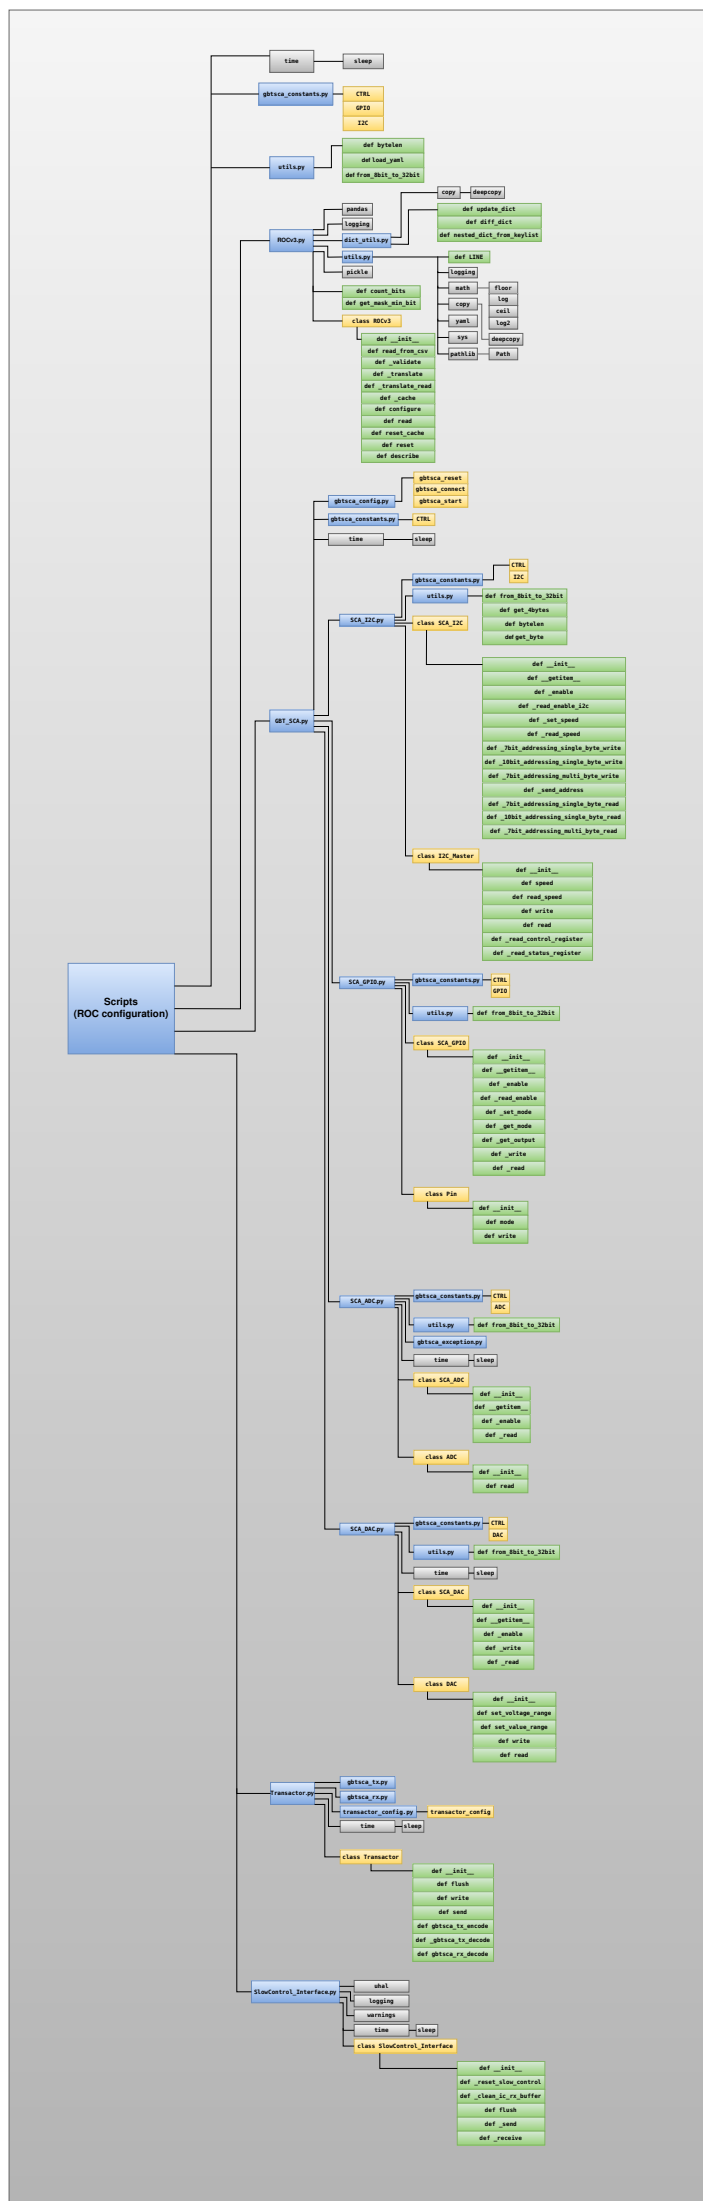 time
sleep
gbtsca_constants.py
CTRL
GPIO
I2C
utils.py
def bytelen
def load_yaml
def from_8bit_to_32bit
ROCv3.py
pandas
logging
dict_utils.py
copy
deepcopy
def update_dict
def diff_dict
def nested_dict_from_keylist
utils.py
def LINE
logging
math
floor
log
ceil
log2
copy
deepcopy
yaml
sys
pathlib
Path
pickle
def count_bits
def get_mask_min_bit
class ROCv3
def __init__
def read_from_csv
def _validate
def _translate
def _translate_read
def _cache
def configure
def read
def reset_cache
def reset
def describe
GBT_SCA.py
gbtsca_config.py
gbtsca_reset
gbtsca_connect
gbtsca_start
gbtsca_constants.py
CTRL
time
sleep
SCA_I2C.py
gbtsca_constants.py
CTRL
I2C
utils.py
def from_8bit_to_32bit
def get_4bytes
def bytelen
def get_byte
class SCA_I2C
def __init__
def __getitem__
def _enable
def _read_enable_i2c
def _set_speed
def _read_speed
def _7bit_addressing_single_byte_write
def _10bit_addressing_single_byte_write
def _7bit_addressing_multi_byte_write
def _send_address
def _7bit_addressing_single_byte_read
def _10bit_addressing_single_byte_read
def _7bit_addressing_multi_byte_read
class I2C_Master
def __init__
def speed
def read_speed
def write
def read
def _read_control_register
def _read_status_register
Scripts
(ROC configuration)
SCA_GPIO.py
gbtsca_constants.py
CTRL
GPIO
utils.py
def from_8bit_to_32bit
class SCA_GPIO
def __init__
def __getitem__
def _enable
def _read_enable
def _set_mode
def _get_mode
def _get_output
def _write
def _read
class Pin
def __init__
def mode
def write
SCA_ADC.py
gbtsca_constants.py
CTRL
ADC
utils.py
def from_8bit_to_32bit
gbtsca_exception.py
time
sleep
class SCA_ADC
def __init__
def __getitem__
def _enable
def _read
class ADC
def __init__
def read
SCA_DAC.py
gbtsca_constants.py
CTRL
DAC
utils.py
def from_8bit_to_32bit
time
sleep
class SCA_DAC
def __init__
def __getitem__
def _enable
def _write
def _read
class DAC
def __init__
def set_voltage_range
def set_value_range
def write
def read
Transactor.py
gbtsca_tx.py
gbtsca_rx.py
transactor_config.py
transactor_config
time
sleep
class Transactor
def __init__
def flush
def write
def send
def gbtsca_tx_encode
def _gbtsca_tx_decode
def gbtsca_rx_decode
SlowControl_Interface.py
uhal
logging
warnings
time
sleep
class SlowControl_Interface
def __init__
def _reset_slow_control
def _clean_ic_rx_buffer
def flush
def _send
def _receive